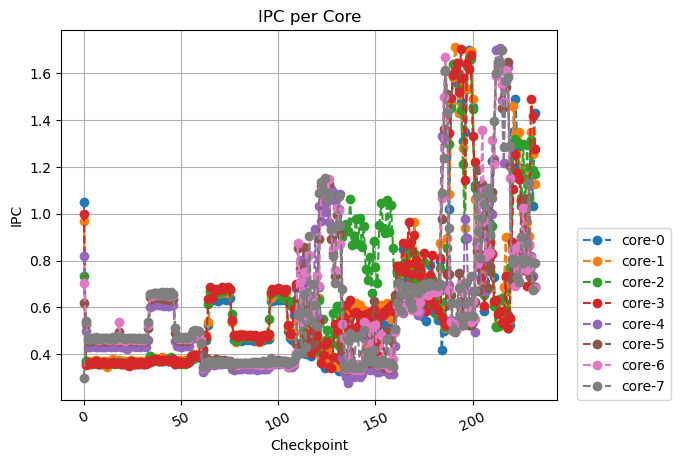 IPC per Core
IPC
1.6
1.4
1.2
1.0
0.8
0.6
0.4
0
50
100
150
200
Checkpoint
core-0
core-1
core-2
core-3
core-4
core-5
core-6
core-7